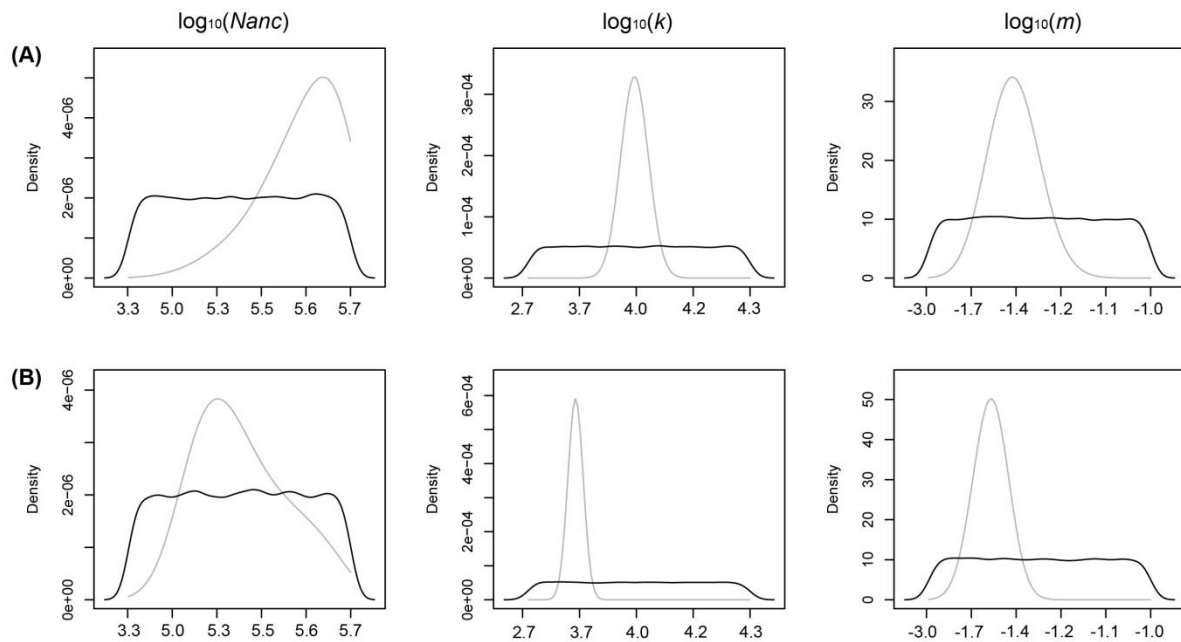 log₁₀(Nanc) log₁₀(k) log₁₀(m)
(A)
Density
0e+00 2e-06 4e-06
3.3 5.0 5.3 5.5 5.6 5.7
Density
0e+00 1e-04 2e-04 3e-04
2.7 3.7 4.0 4.2 4.3
Density
0 10 20 30
-3.0 -1.7 -1.4 -1.2 -1.1 -1.0
(B)
Density
0e+00 2e-06 4e-06
3.3 5.0 5.3 5.5 5.6 5.7
Density
0e+00 2e-04 4e-04 6e-04
2.7 3.7 4.0 4.2 4.3
Density
0 10 20 30 40 50
-3.0 -1.7 -1.4 -1.2 -1.1 -1.0